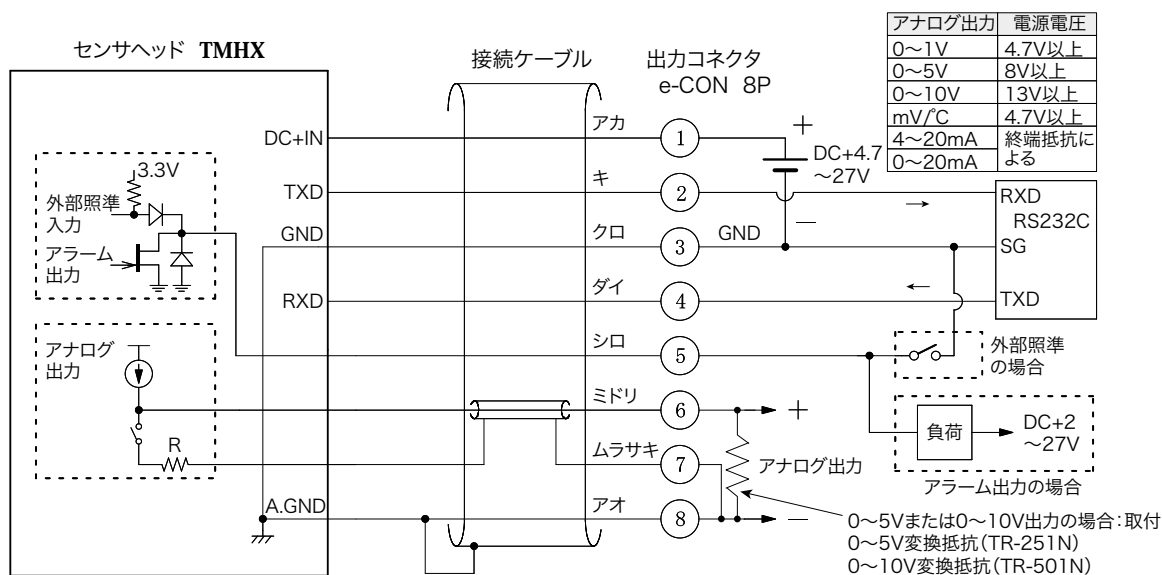 アナログ出力 電源電圧
0～1V 4.7V以上
0～5V 8V以上
0～10V 13V以上
mV/℃ 4.7V以上
4～20mA 終端抵抗に
0～20mA よる
センサヘッド TMHX
接続ケーブル
出力コネクタ
e-CON 8P
DC+IN
アカ
1
+
DC+4.7
～27V
−
3.3V
外部照準
入力
アラーム
出力
TXD
キ
2
→
RXD
RS232C
GND
クロ
3
GND
SG
RXD
ダイ
4
←
TXD
シロ
5
外部照準
の場合
アナログ
出力
ミドリ
6
+
負荷
DC+2
～27V
R
ムラサキ
7
アナログ出力
アラーム出力の場合
A.GND
アオ
8
−
0～5Vまたは0～10V出力の場合：取付
0～5V変換抵抗（TR-251N）
0～10V変換抵抗（TR-501N）